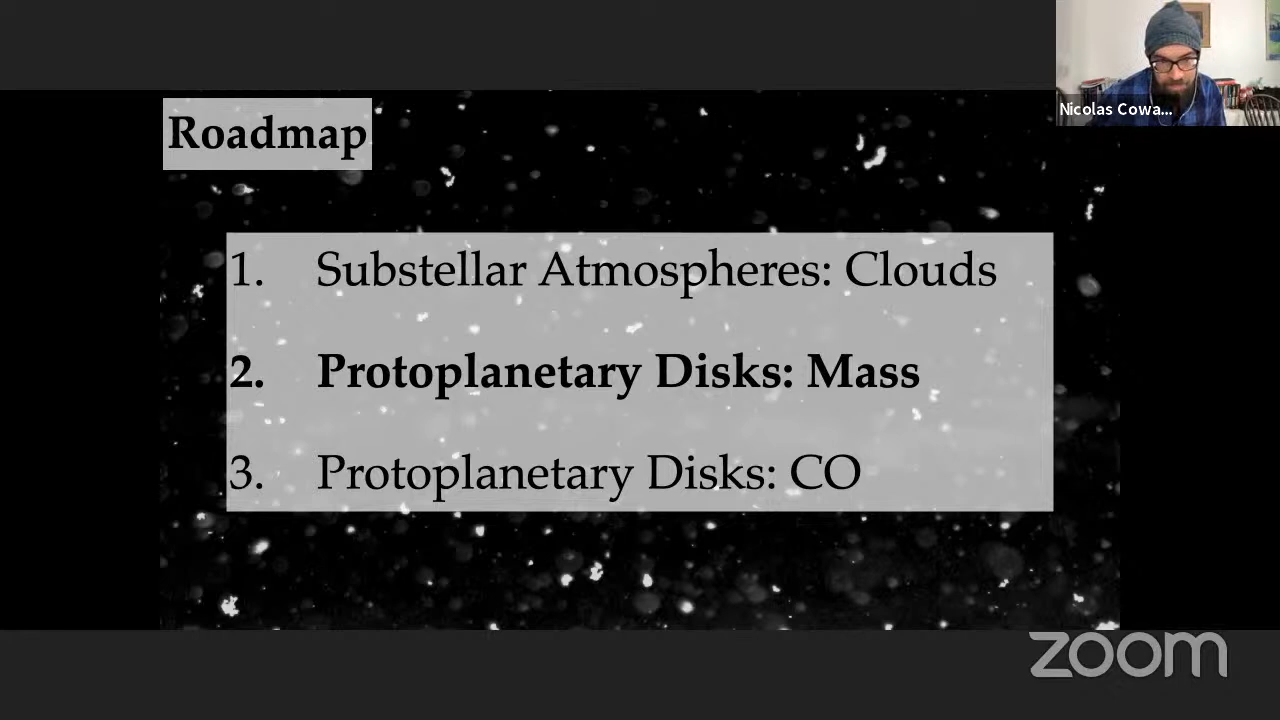 Roadmap
Nicolas Cowa...
1. Substellar Atmospheres: Clouds
2. Protoplanetary Disks: Mass
3. Protoplanetary Disks: CO
zoom